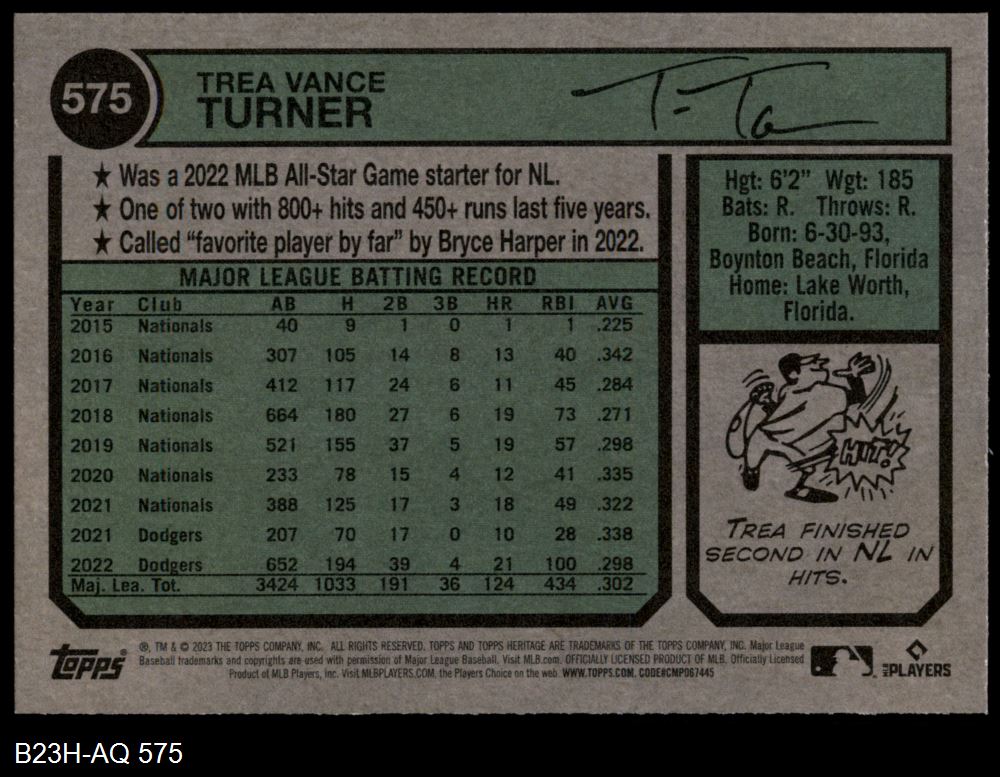 575
TREA VANCE
TURNER
★ Was a 2022 MLB All-Star Game starter for NL.
★ One of two with 800+ hits and 450+ runs last five years.
★ Called “favorite player by far” by Bryce Harper in 2022.
MAJOR LEAGUE BATTING RECORD
Year Club AB H 2B 3B HR RBI AVG
2015 Nationals 40 9 1 0 1 1 .225
2016 Nationals 307 105 14 8 13 40 .342
2017 Nationals 412 117 24 6 11 45 .284
2018 Nationals 664 180 27 6 19 73 .271
2019 Nationals 521 155 37 5 19 57 .298
2020 Nationals 233 78 15 4 12 41 .335
2021 Nationals 388 125 17 3 18 49 .322
2021 Dodgers 207 70 17 0 10 28 .338
2022 Dodgers 652 194 39 4 21 100 .298
Maj. Lea. Tot. 3424 1033 191 36 124 434 .302
Hgt: 6'2” Wgt: 185
Bats: R. Throws: R.
Born: 6-30-93,
Boynton Beach, Florida
Home: Lake Worth,
Florida.
HIT!
TREA FINISHED
SECOND IN NL IN
HITS.
topps
®, TM & © 2023 THE TOPPS COMPANY, INC. ALL RIGHTS RESERVED. TOPPS AND TOPPS HERITAGE ARE TRADEMARKS OF THE TOPPS COMPANY, INC. Major League
Baseball trademarks and copyrights are used with permission of Major League Baseball. Visit MLB.com. OFFICIALLY LICENSED PRODUCT OF MLB. Officially Licensed
Product of MLB Players, Inc. Visit MLBPLAYERS.COM, the Players Choice on the web. WWW.TOPPS.COM. CODE#CMP067445
MLB PLAYERS
B23H-AQ 575